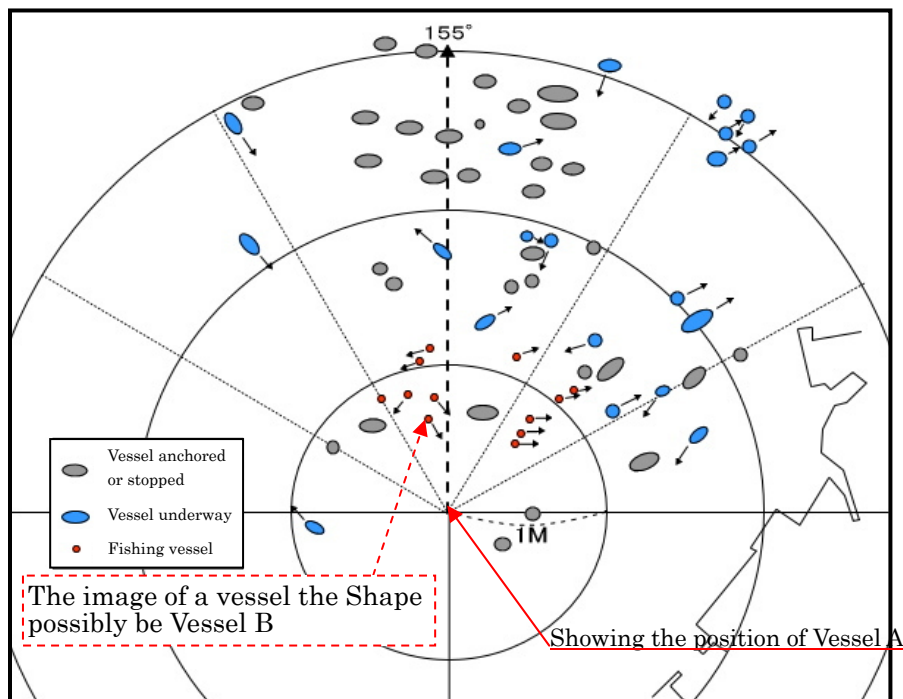 155°
Vessel anchored
or stopped
Vessel underway
Fishing vessel
1M
The image of a vessel the Shape
possibly be Vessel B
Showing the position of Vessel A